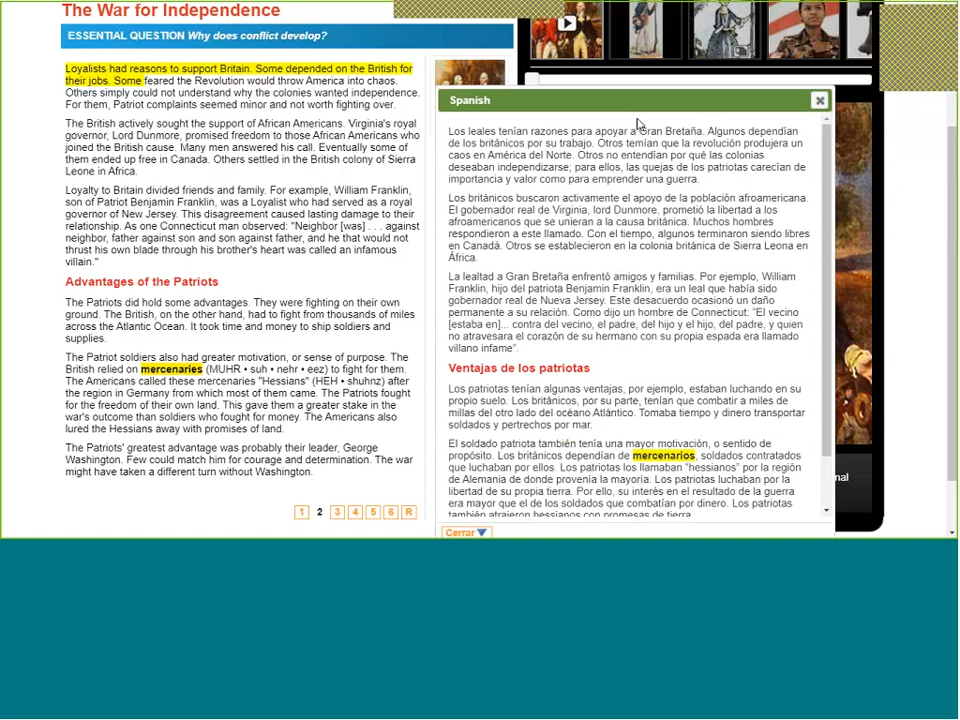 The War for Independence
ESSENTIAL QUESTION Why does conflict develop?
Loyalists had reasons to support Britain. Some depended on the British for
their jobs. Some feared the Revolution would throw America into chaos.
Others simply could not understand why the colonies wanted independence.
For them, Patriot complaints seemed minor and not worth fighting over.
The British actively sought the support of African Americans. Virginia's royal
governor, Lord Dunmore, promised freedom to those African Americans who
joined the British cause. Many men answered his call. Eventually some of
them ended up free in Canada. Others settled in the British colony of Sierra
Leone in Africa.
Loyalty to Britain divided friends and family. For example, William Franklin,
son of Patriot Benjamin Franklin, was a Loyalist who had served as a royal
governor of New Jersey. This disagreement caused lasting damage to their
relationship. As one Connecticut man observed: "Neighbor [was] . . . against
neighbor, father against son and son against father, and he that would not
thrust his own blade through his brother's heart was called an infamous
villain."
Advantages of the Patriots
The Patriots did hold some advantages. They were fighting on their own
ground. The British, on the other hand, had to fight from thousands of miles
across the Atlantic Ocean. It took time and money to ship soldiers and
supplies.
The Patriot soldiers also had greater motivation, or sense of purpose. The
British relied on mercenaries (MUHR • suh • nehr • eez) to fight for them.
The Americans called these mercenaries "Hessians" (HEH • shuhnz) after
the region in Germany from which most of them came. The Patriots fought
for the freedom of their own land. This gave them a greater stake in the
war's outcome than soldiers who fought for money. The Americans also
lured the Hessians away with promises of land.
The Patriots' greatest advantage was probably their leader, George
Washington. Few could match him for courage and determination. The war
might have taken a different turn without Washington.
1 2 3 4 5 6 R
Spanish
Los leales tenían razones para apoyar a Gran Bretaña. Algunos dependían
de los británicos por su trabajo. Otros temían que la revolución produjera un
caos en América del Norte. Otros no entendían por qué las colonias
deseaban independizarse; para ellos, las quejas de los patriotas carecían de
importancia y valor como para emprender una guerra.
Los británicos buscaron activamente el apoyo de la población afroamericana.
El gobernador real de Virginia, lord Dunmore, prometió la libertad a los
afroamericanos que se unieran a la causa británica. Muchos hombres
respondieron a este llamado. Con el tiempo, algunos terminaron siendo libres
en Canadá. Otros se establecieron en la colonia británica de Sierra Leona en
África.
La lealtad a Gran Bretaña enfrentó amigos y familias. Por ejemplo, William
Franklin, hijo del patriota Benjamin Franklin, era un leal que había sido
gobernador real de Nueva Jersey. Este desacuerdo ocasionó un daño
permanente a su relación. Como dijo un hombre de Connecticut: "El vecino
[estaba en]... contra del vecino, el padre, del hijo y el hijo, del padre, y quien
no atravesara el corazón de su hermano con su propia espada era llamado
villano infame".
Ventajas de los patriotas
Los patriotas tenían algunas ventajas, por ejemplo, estaban luchando en su
propio suelo. Los británicos, por su parte, tenían que combatir a miles de
millas del otro lado del océano Atlántico. Tomaba tiempo y dinero transportar
soldados y pertrechos por mar.
El soldado patriota también tenía una mayor motivación, o sentido de
propósito. Los británicos dependían de mercenarios, soldados contratados
que luchaban por ellos. Los patriotas los llamaban "hessianos" por la región
de Alemania de donde provenía la mayoría. Los patriotas luchaban por la
libertad de su propia tierra. Por ello, su interés en el resultado de la guerra
era mayor que el de los soldados que combatían por dinero. Los patriotas
también atrajeron hessianos con promesas de tierra.
Cerrar
nal